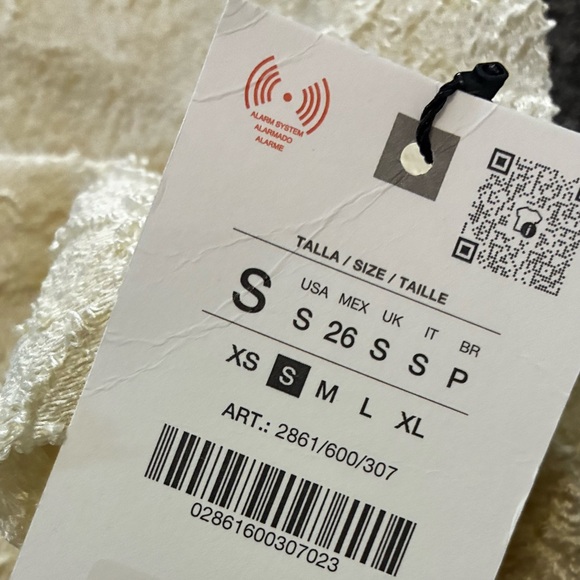 ALARM SYSTEM
ALARMADO
ALARME
TALLA / SIZE / TAILLE
S
USA MEX UK IT BR
S 26 S S P
XS S M L XL
ART.: 2861/600/307
02861600307023